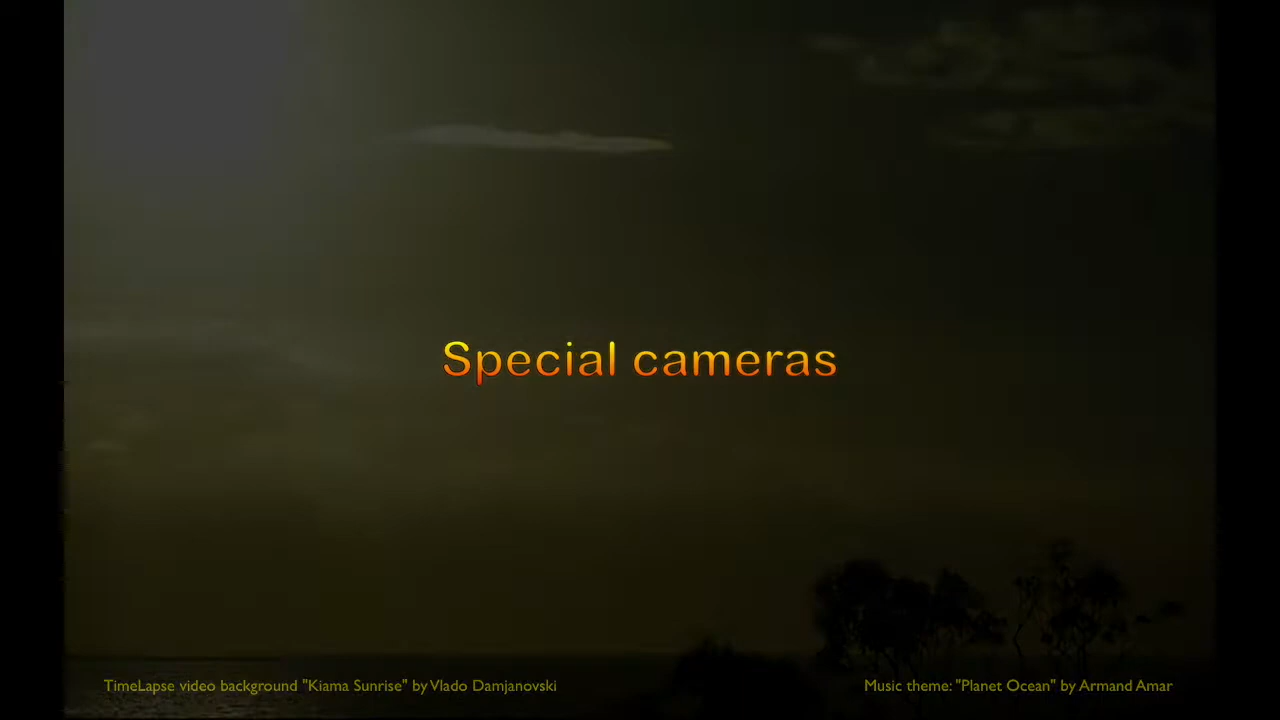 Special cameras
TimeLapse video background "Kiama Sunrise" by Vlado Damjanovski
Music theme: "Planet Ocean" by Armand Amar